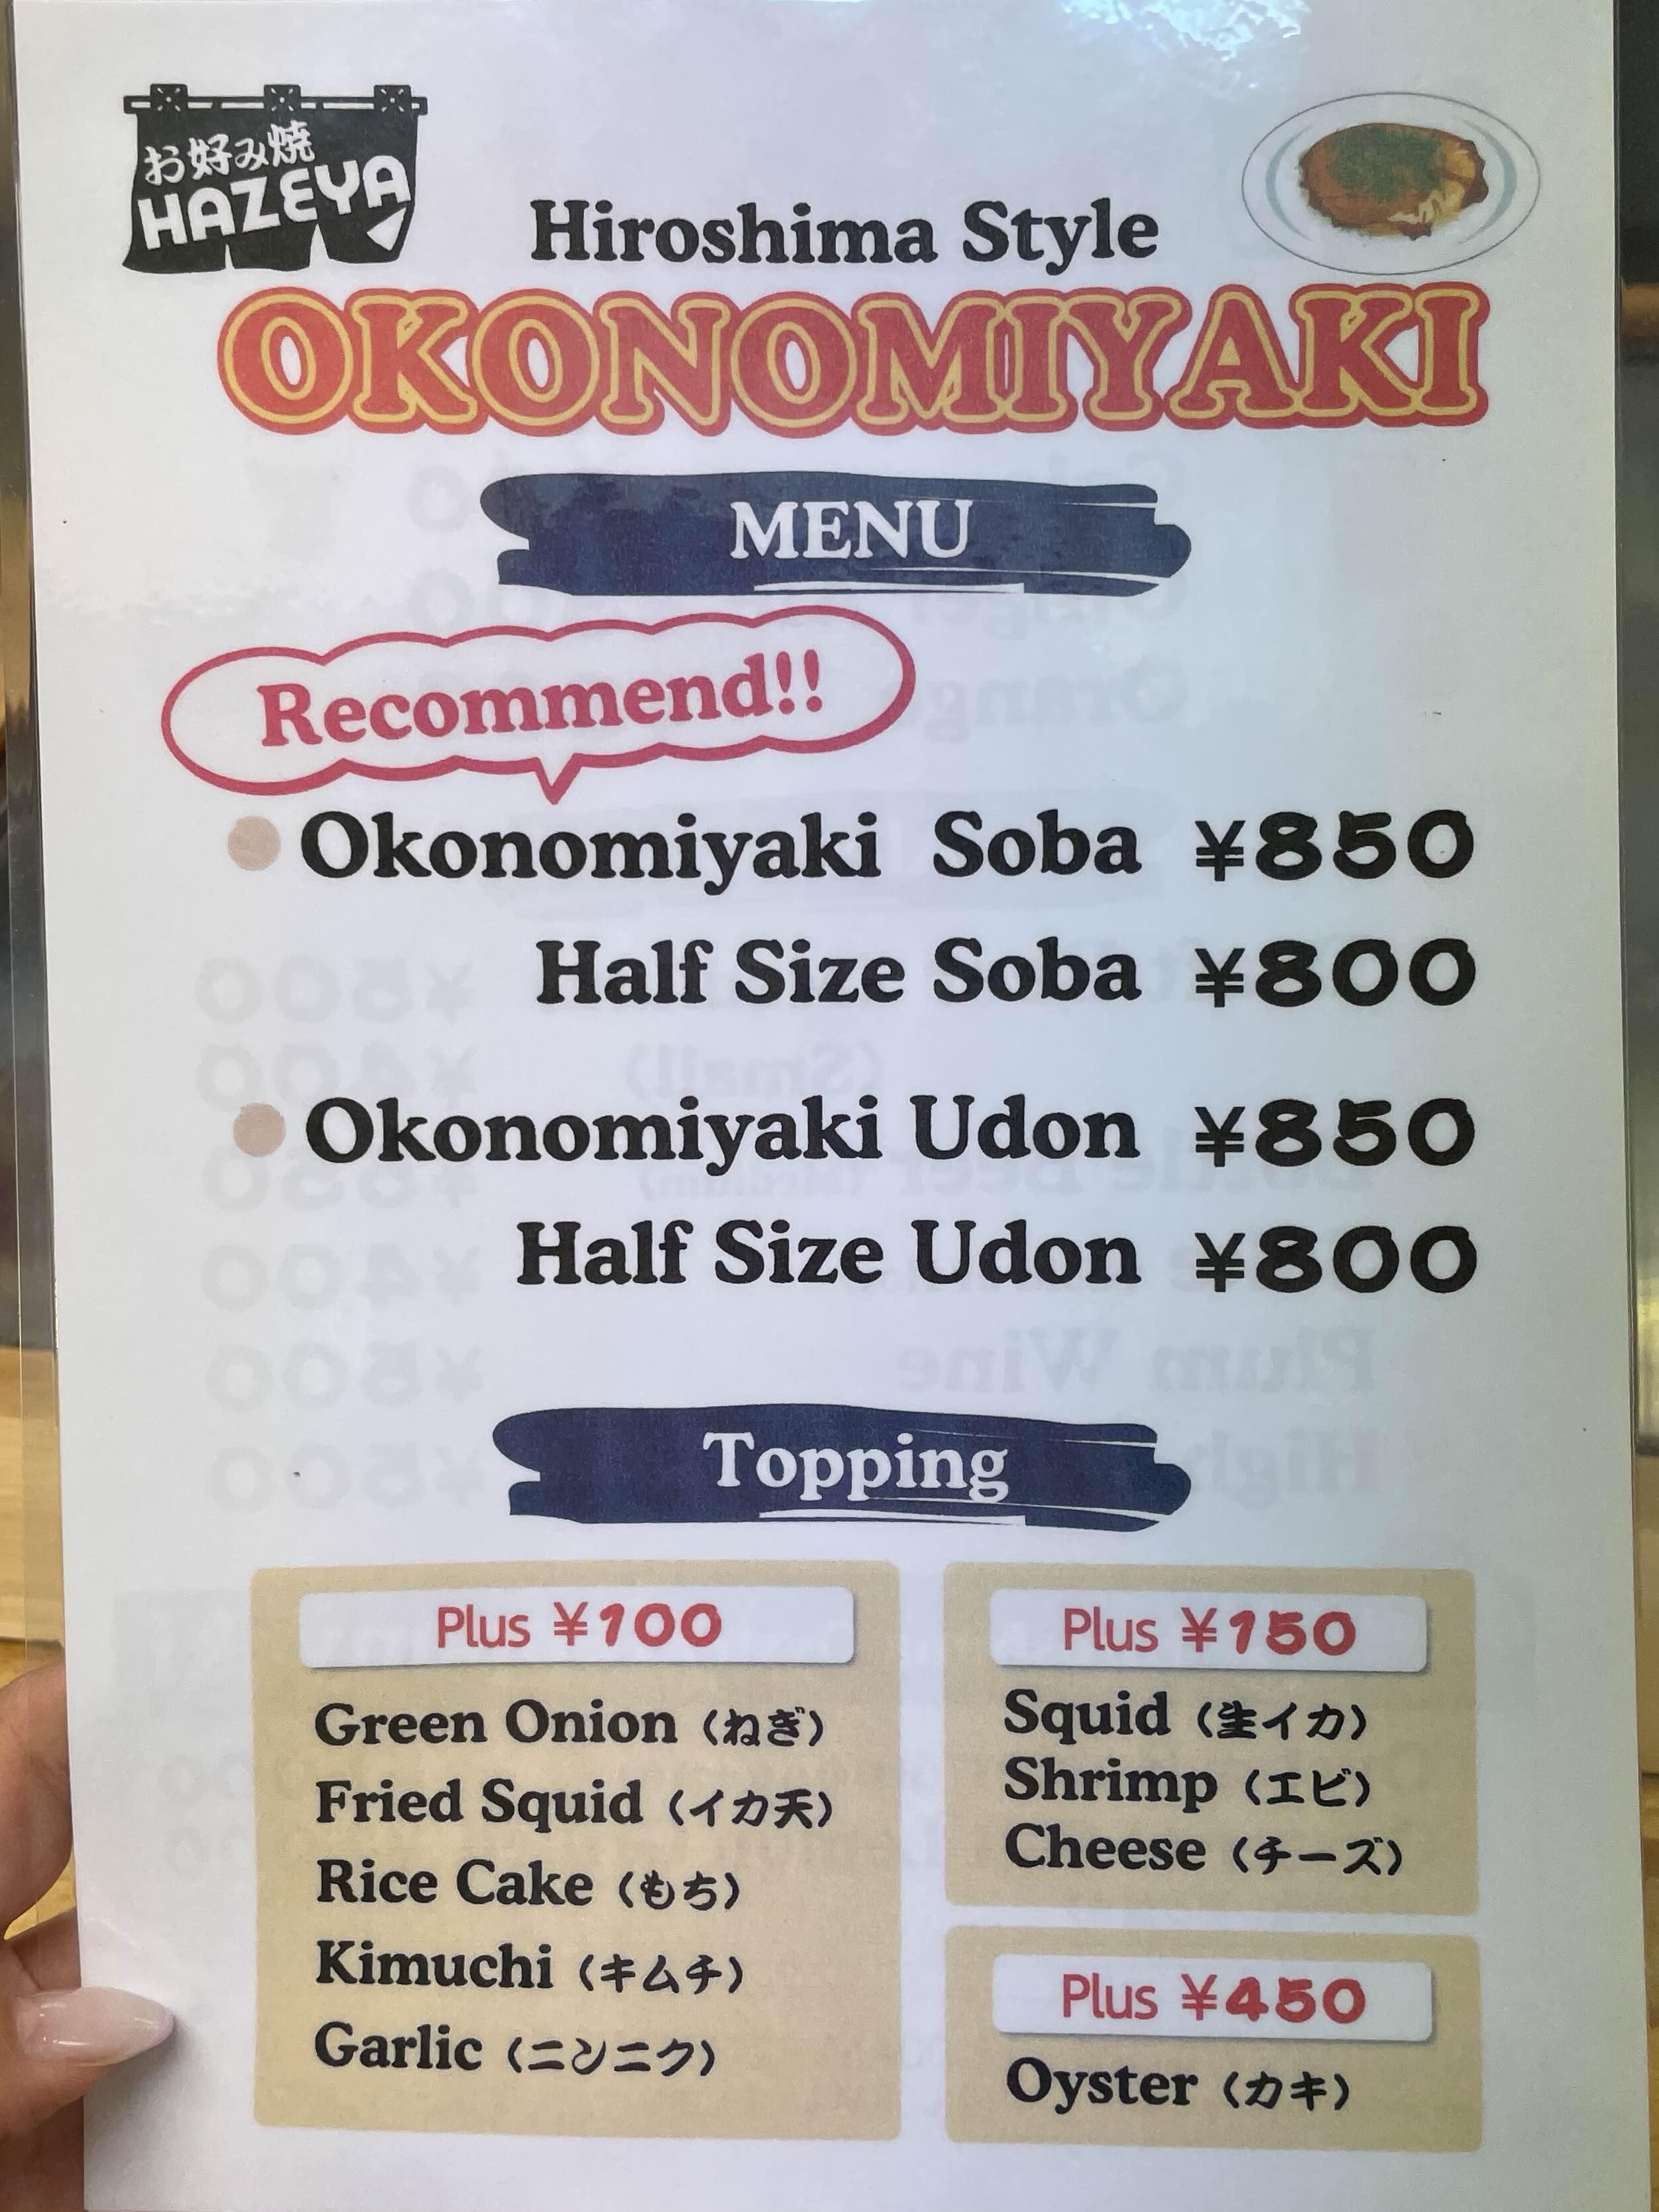 お好み焼
HAZEYA
Hiroshima Style
OKONOMIYAKI
MENU
Recommend!!
Okonomiyaki Soba ¥850
Half Size Soba ¥800
Okonomiyaki Udon ¥850
Half Size Udon ¥800
Topping
Plus ¥100
Green Onion (ねぎ)
Fried Squid (イカ天)
Rice Cake (もち)
Kimuchi (キムチ)
Garlic (ニンニク)
Plus ¥150
Squid (生イカ)
Shrimp (エビ)
Cheese (チーズ)
Plus ¥450
Oyster (カキ)